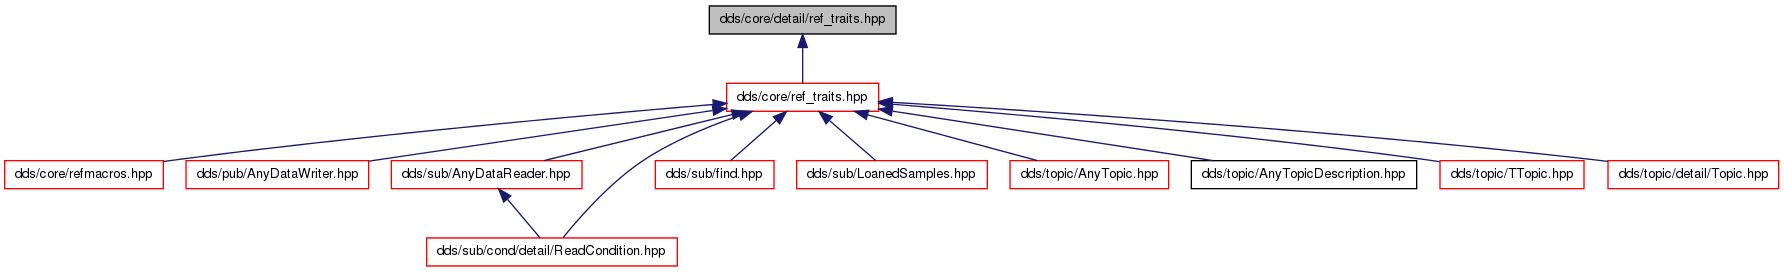 dds/core/detail/ref_traits.hpp
dds/core/ref_traits.hpp
dds/core/refmacros.hpp
dds/pub/AnyDataWriter.hpp
dds/sub/AnyDataReader.hpp
dds/sub/find.hpp
dds/sub/LoanedSamples.hpp
dds/topic/AnyTopic.hpp
dds/topic/AnyTopicDescription.hpp
dds/topic/TTopic.hpp
dds/topic/detail/Topic.hpp
dds/sub/cond/detail/ReadCondition.hpp